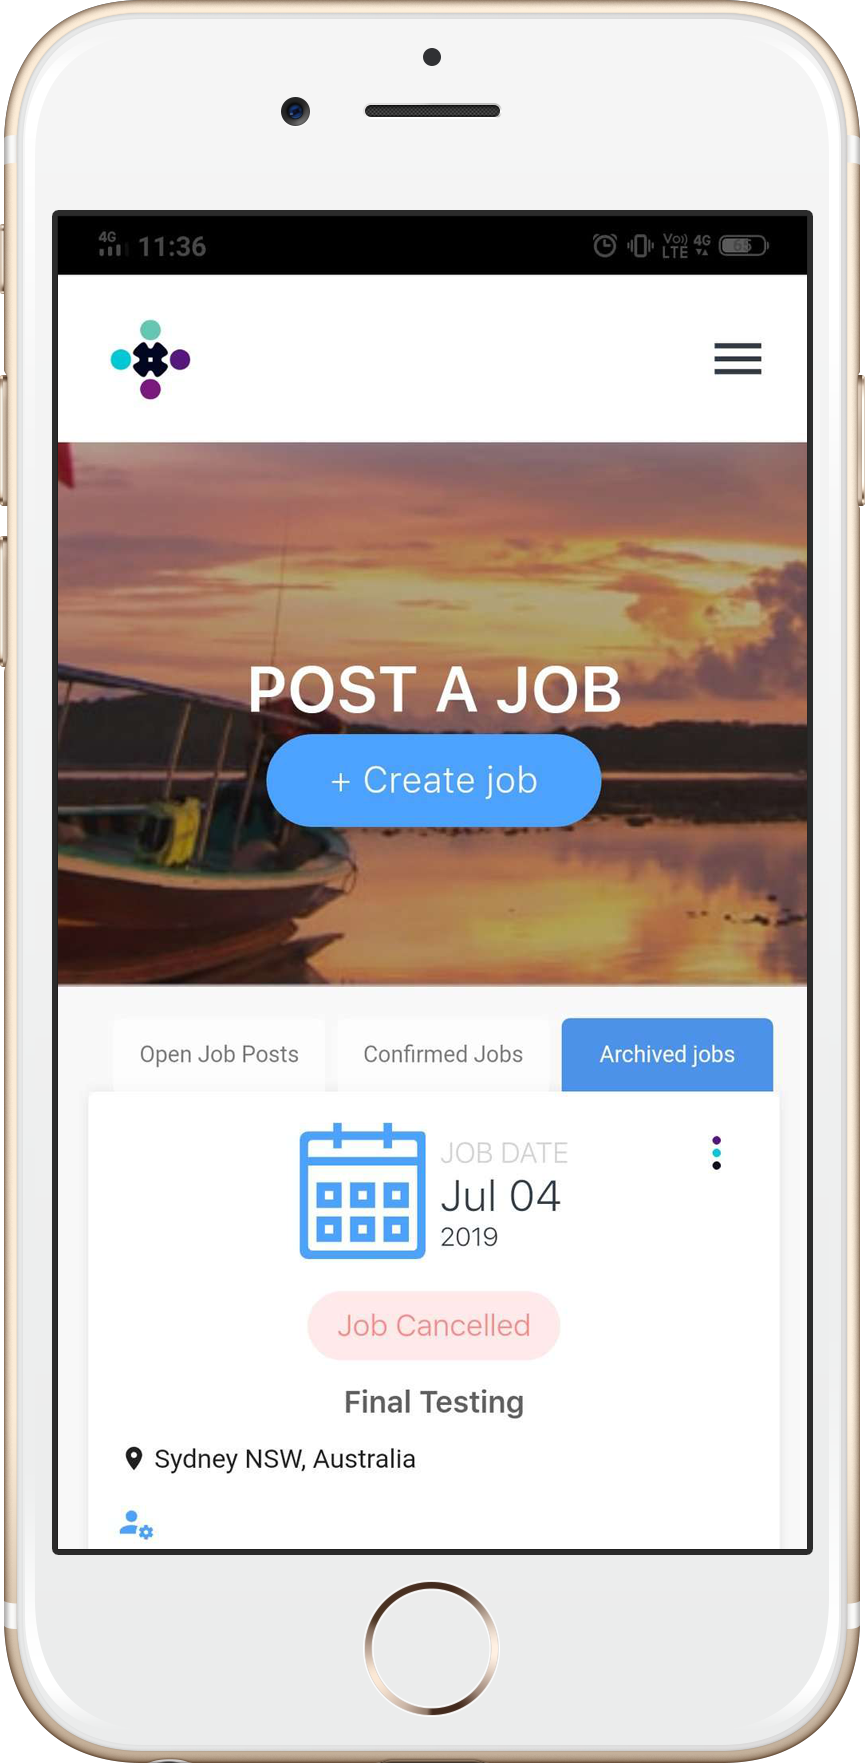 4G 11:36 Vo) LTE 4G 65
POST A JOB
+ Create job
Open Job Posts Confirmed Jobs Archived jobs
JOB DATE
Jul 04
2019
Job Cancelled
Final Testing
Sydney NSW, Australia